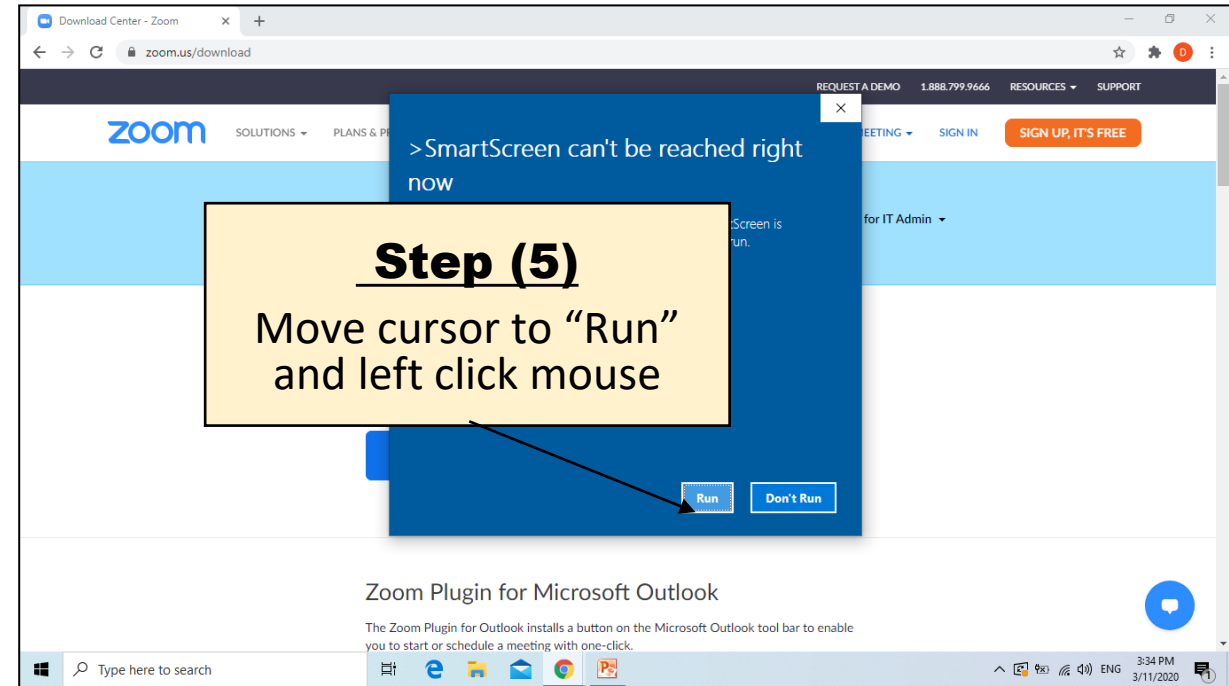 Download Center - Zoom
zoom.us/download
D
REQUEST A DEMO 1.888.799.9666 RESOURCES SUPPORT
zoom SOLUTIONS PLANS & PR EETING SIGN IN SIGN UP, IT'S FREE
>SmartScreen can't be reached right
now
Screen is
run.
for IT Admin
Step (5)
Move cursor to “Run”
and left click mouse
Run Don't Run
Zoom Plugin for Microsoft Outlook
The Zoom Plugin for Outlook installs a button on the Microsoft Outlook tool bar to enable
you to start or schedule a meeting with one-click.
Type here to search
ENG
3:34 PM
3/11/2020